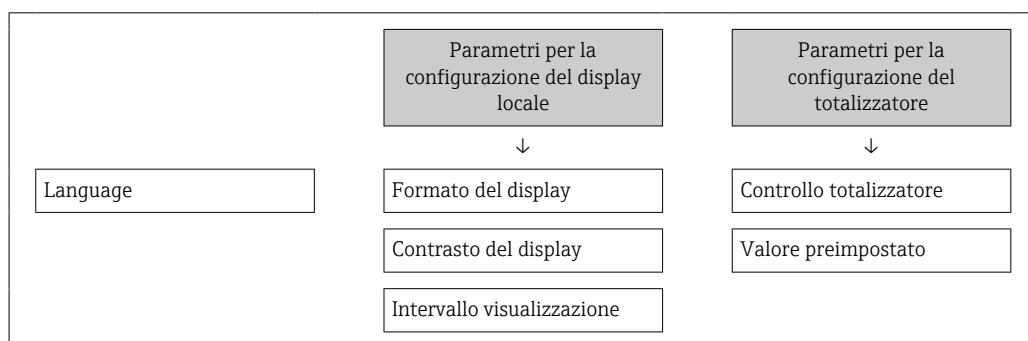 Parametri per la
configurazione del display
locale
Parametri per la
configurazione del
totalizzatore
↓
↓
Language
Formato del display
Controllo totalizzatore
Contrasto del display
Valore preimpostato
Intervallo visualizzazione